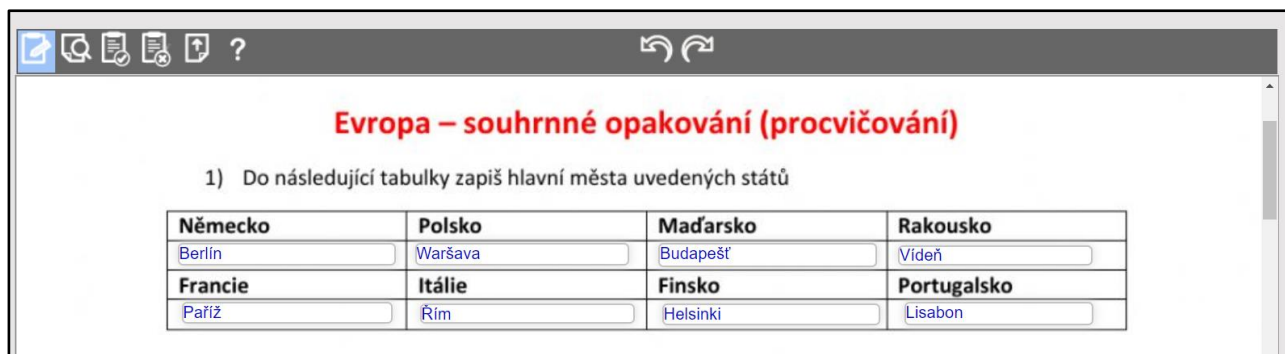 ?
Evropa – souhrnné opakování (procvičování)
1) Do následující tabulky zapiš hlavní města uvedených států
Německo Polsko Maďarsko Rakousko
Berlín Waršava Budapešť Vídeň
Francie Itálie Finsko Portugalsko
Paříž Řím Helsinki Lisabon